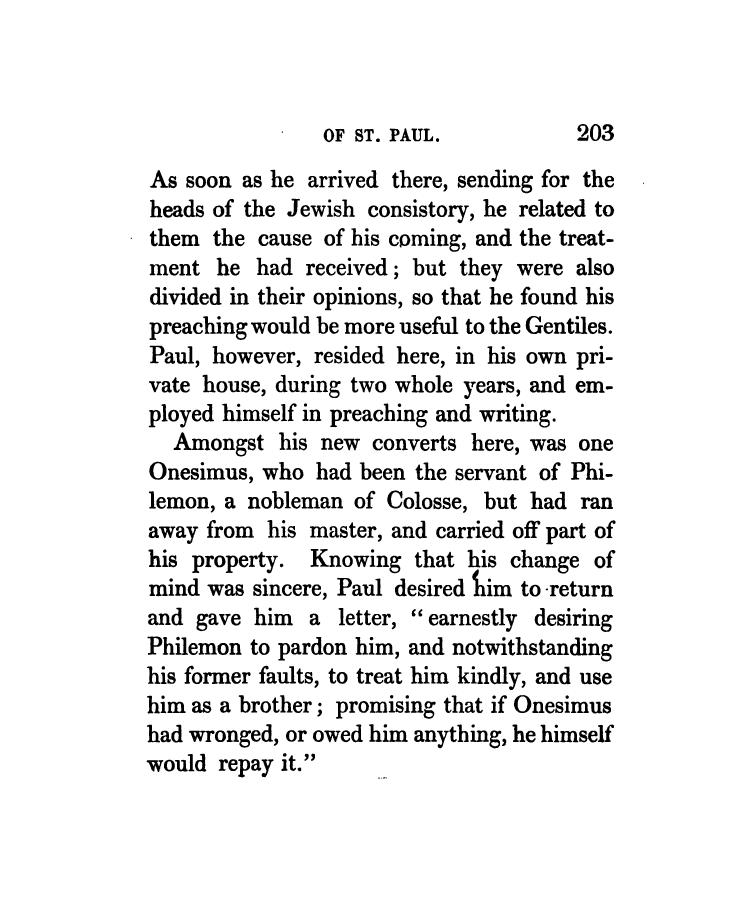 OF ST. PAUL. 203
As soon as he arrived there, sending for the
heads of the Jewish consistory, he related to
them the cause of his coming, and the treat-
ment he had received; but they were also
divided in their opinions, so that he found his
preaching would be more useful to the Gentiles.
Paul, however, resided here, in his own pri-
vate house, during two whole years, and em-
ployed himself in preaching and writing.
Amongst his new converts here, was one
Onesimus, who had been the servant of Phi-
lemon, a nobleman of Colosse, but had ran
away from his master, and carried off part of
his property. Knowing that his change of
mind was sincere, Paul desired him to return
and gave him a letter, "earnestly desiring
Philemon to pardon him, and notwithstanding
his former faults, to treat him kindly, and use
him as a brother; promising that if Onesimus
had wronged, or owed him anything, he himself
would repay it."